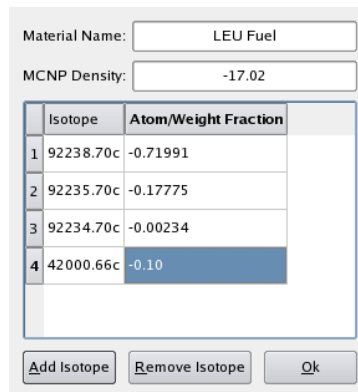 Material Name: LEU Fuel
MCNP Density: -17.02
Isotope Atom/Weight Fraction
1 92238.70c -0.71991
2 92235.70c -0.17775
3 92234.70c -0.00234
4 42000.66c -0.10
Add Isotope Remove Isotope Ok